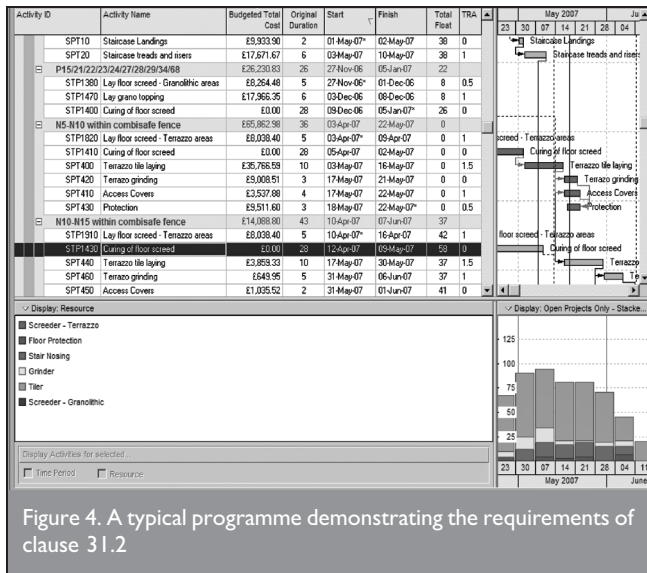 Activity ID Activity Name Budgeted Total Cost Original Duration Start Finish Total Float TRA
May 2007 Ju
23 30 07 14 21 28 04
SPT10 Staircase Landings £9,933.90 2 01-May-07* 02-May-07 38 0
SPT20 Staircase treads and risers £17,671.67 6 03-May-07 10-May-07 38 1
P15/21/22/23/24/27/28/29/34/68 £26,230.83 26 27-Nov-06 05-Jan-07 22
STP1380 Lay floor screed - Granolithic areas £8,264.48 5 27-Nov-06* 01-Dec-06 8 0.5
STP1470 Lay grano topping £17,966.35 6 03-Dec-06 08-Dec-06 8 1
STP1400 Curing of floor screed £0.00 28 09-Dec-06 05-Jan-07* 26 0
N5-N10 within combisafe fence £65,862.98 36 03-Apr-07 22-May-07 0
STP1820 Lay floor screed - Terrazzo areas £8,038.40 5 03-Apr-07* 09-Apr-07 0 1
STP1410 Curing of floor screed £0.00 28 05-Apr-07 02-May-07 0 0
SPT400 Terrazzo tile laying £35,766.59 10 03-May-07 16-May-07 0 1.5
SPT420 Terrazo grinding £9,008.51 3 17-May-07 21-May-07 0 1
SPT410 Access Covers £3,537.88 4 17-May-07 22-May-07 0 1
SPT430 Protection £9,511.60 3 18-May-07 22-May-07* 0 0.5
N10-N15 within combisafe fence £14,088.80 43 10-Apr-07 07-Jun-07 37
STP1910 Lay floor screed - Terrazzo areas £8,038.40 5 10-Apr-07* 16-Apr-07 42 1
STP1430 Curing of floor screed £0.00 28 12-Apr-07 09-May-07 58 0
SPT440 Terrazzo tile laying £3,859.33 10 17-May-07 30-May-07 37 1.5
SPT460 Terrazo grinding £649.95 5 31-May-07 06-Jun-07 37 1
SPT450 Access Covers £1,035.52 2 31-May-07 01-Jun-07 41 0
Staircase Landings
Staircase treads and risers
screed - Terrazzo areas
Curing of floor screed
Terrazzo tile laying
Terrazo grinding
Access Covers
Protection
floor screed - Terrazzo areas
Curing of floor screed
Terrazzo
Te
Display: Resource
Screeder - Terrazzo
Floor Protection
Stair Nosing
Grinder
Tiler
Screeder - Granolithic
Display Activities for selected...
Time Period Resource
Display: Open Projects Only - Stacke...
125
100
75
50
25
23 30 07 14 21 28 04 11
May 2007 June
Figure 4. A typical programme demonstrating the requirements of
clause 31.2